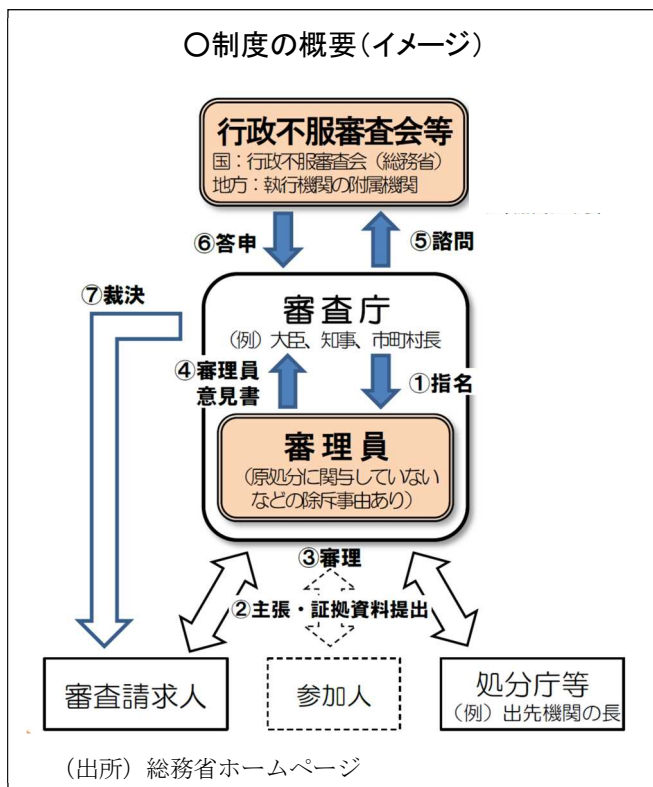 〇制度の概要(イメージ)
行政不服審査会等
国:行政不服審査会(総務省)
地方:執行機関の附属機関
⑥答申
⑤諮問
⑦裁決
審査庁
(例)大臣、知事、市町村長
④審理員
意見書
①指名
審理員
(原処分に関与していない
などの除斥事由あり)
③審理
②主張・証拠資料提出
審査請求人
参加人
処分庁等
(例)出先機関の長
(出所)総務省ホームページ